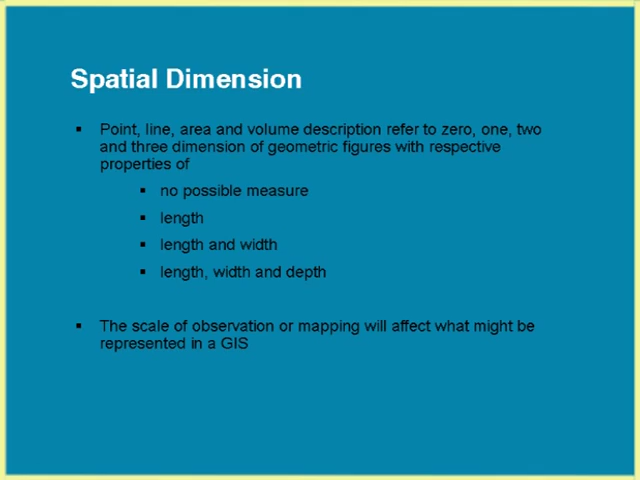 Spatial Dimension
▪ Point, line, area and volume description refer to zero, one, two
and three dimension of geometric figures with respective
properties of
▪ no possible measure
▪ length
▪ length and width
▪ length, width and depth
▪ The scale of observation or mapping will affect what might be
represented in a GIS